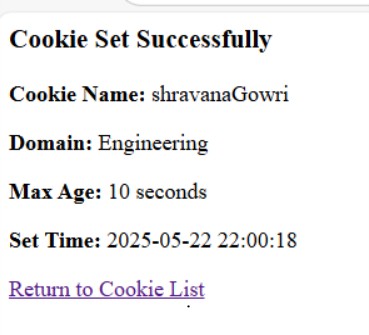 Cookie Set Successfully
Cookie Name: shravanaGowri
Domain: Engineering
Max Age: 10 seconds
Set Time: 2025-05-22 22:00:18
Return to Cookie List